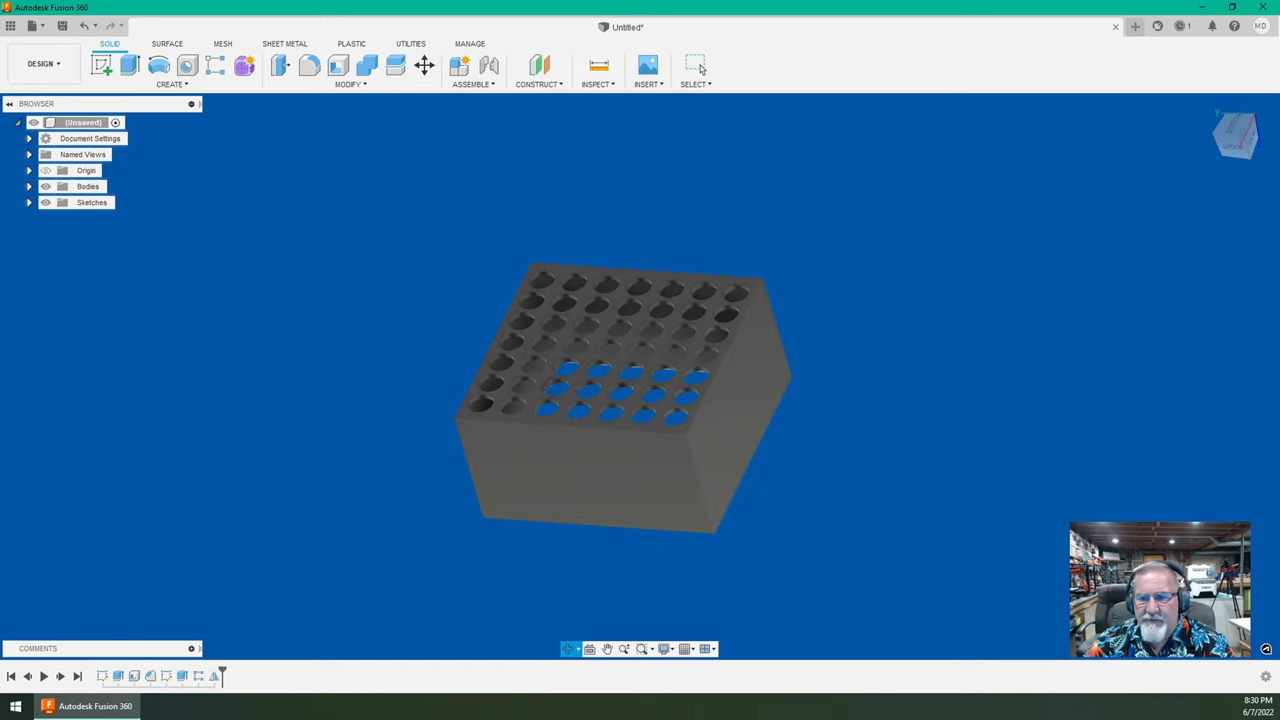 Autodesk Fusion 360
Untitled*
MD
DESIGN
SOLID
SURFACE
MESH
SHEET METAL
PLASTIC
UTILITIES
MANAGE
CREATE
MODIFY
ASSEMBLE
CONSTRUCT
INSPECT
INSERT
SELECT
BROWSER
(Unsaved)
Document Settings
Named Views
Origin
Bodies
Sketches
Y
Z
COMMENTS
Autodesk Fusion 360
8:30 PM
6/7/2022